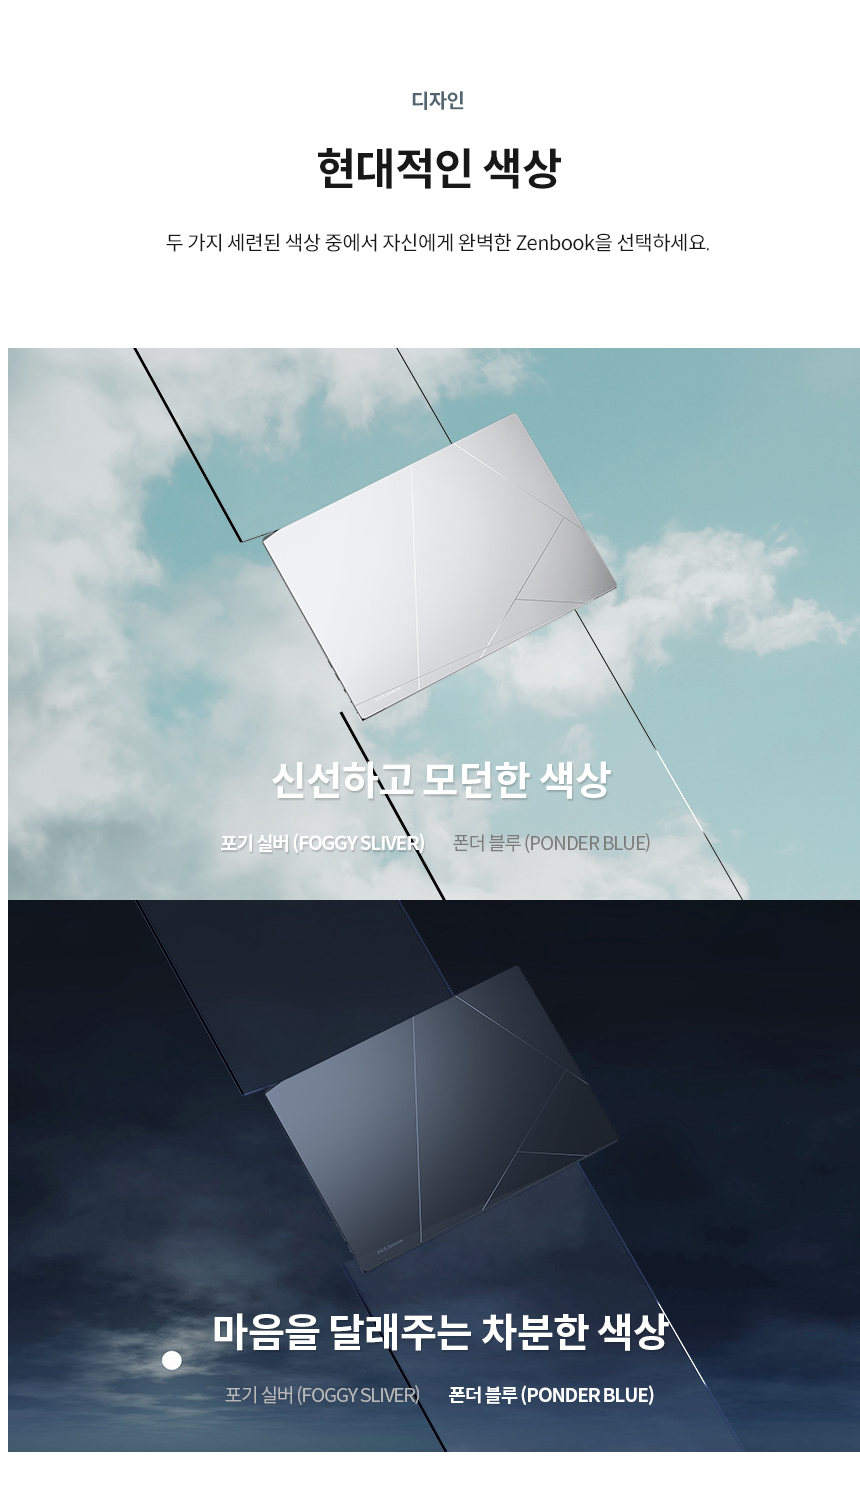 디자인
현대적인 색상
두 가지 세련된 색상 중에서 자신에게 완벽한 Zenbook을 선택하세요.
신선하고 모던한 색상
포기 실버 (FOGGY SLIVER) 폰더 블루 (PONDER BLUE)
마음을 달래주는 차분한 색상
포기 실버 (FOGGY SLIVER) 폰더 블루 (PONDER BLUE)